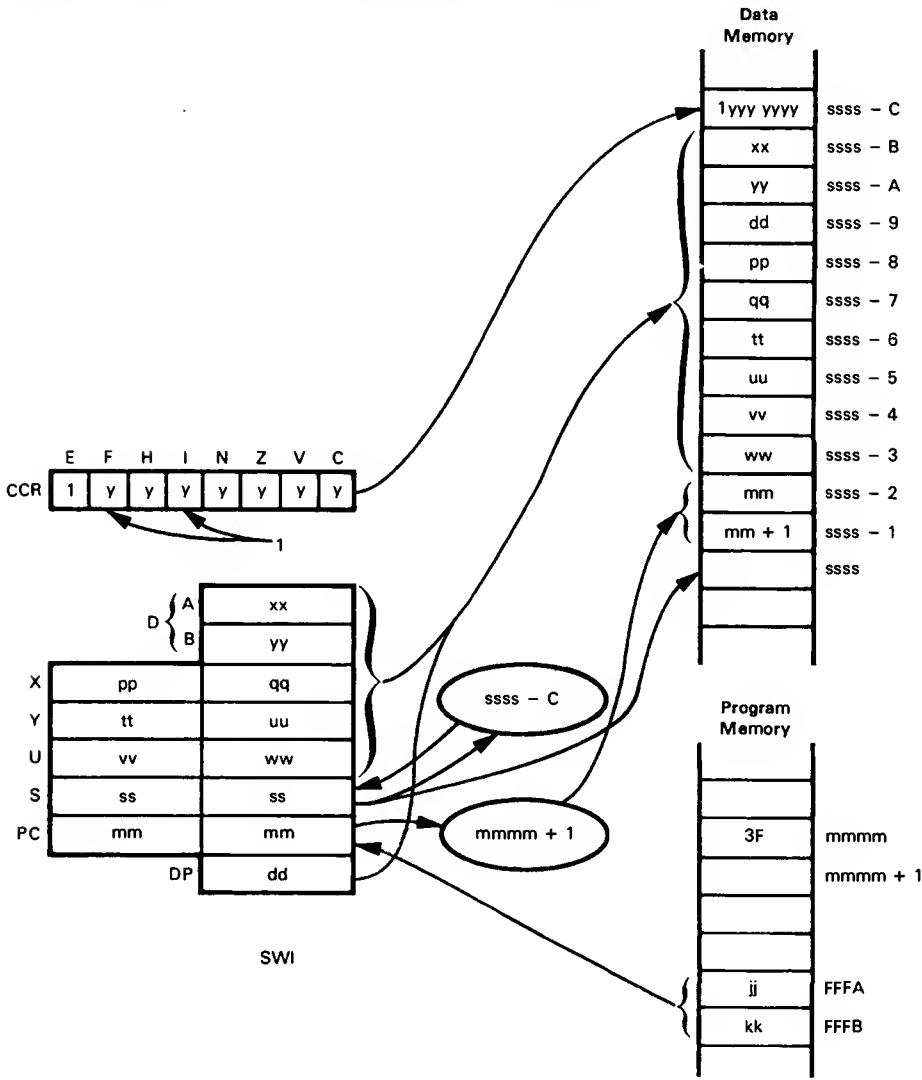 Data
Memory
1yyy yyyy ssss – C
xx ssss – B
yy ssss – A
dd ssss – 9
pp ssss – 8
qq ssss – 7
tt ssss – 6
uu ssss – 5
vv ssss – 4
ww ssss – 3
mm ssss – 2
mm + 1 ssss – 1
ssss
E F H I N Z V C
CCR 1 y y y y y y y
1
D { A xx
B yy
X pp qq
Y tt uu
U vv ww
S ss ss
PC mm mm
DP dd
ssss – C
mmmm + 1
SWI
Program
Memory
3F mmmm
mmmm + 1
jj FFFA
kk FFFB